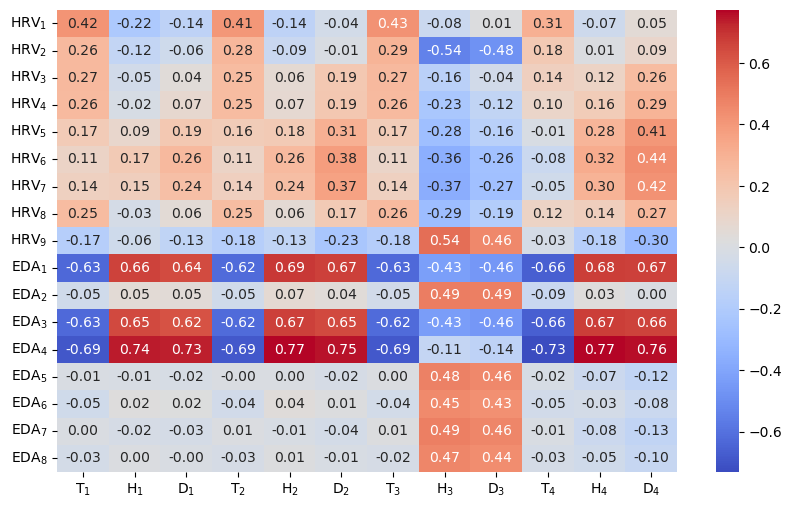 HRV₁ 0.42 -0.22 -0.14 0.41 -0.14 -0.04 0.43 -0.08 0.01 0.31 -0.07 0.05
HRV₂ 0.26 -0.12 -0.06 0.28 -0.09 -0.01 0.29 -0.54 -0.48 0.18 0.01 0.09
HRV₃ 0.27 -0.05 0.04 0.25 0.06 0.19 0.27 -0.16 -0.04 0.14 0.12 0.26
HRV₄ 0.26 -0.02 0.07 0.25 0.07 0.19 0.26 -0.23 -0.12 0.10 0.16 0.29
HRV₅ 0.17 0.09 0.19 0.16 0.18 0.31 0.17 -0.28 -0.16 -0.01 0.28 0.41
HRV₆ 0.11 0.17 0.26 0.11 0.26 0.38 0.11 -0.36 -0.26 -0.08 0.32 0.44
HRV₇ 0.14 0.15 0.24 0.14 0.24 0.37 0.14 -0.37 -0.27 -0.05 0.30 0.42
HRV₈ 0.25 -0.03 0.06 0.25 0.06 0.17 0.26 -0.29 -0.19 0.12 0.14 0.27
HRV₉ -0.17 -0.06 -0.13 -0.18 -0.13 -0.23 -0.18 0.54 0.46 -0.03 -0.18 -0.30
EDA₁ -0.63 0.66 0.64 -0.62 0.69 0.67 -0.63 -0.43 -0.46 -0.66 0.68 0.67
EDA₂ -0.05 0.05 0.05 -0.05 0.07 0.04 -0.05 0.49 0.49 -0.09 0.03 0.00
EDA₃ -0.63 0.65 0.62 -0.62 0.67 0.65 -0.62 -0.43 -0.46 -0.66 0.67 0.66
EDA₄ -0.69 0.74 0.73 -0.69 0.77 0.75 -0.69 -0.11 -0.14 -0.73 0.77 0.76
EDA₅ -0.01 -0.01 -0.02 -0.00 0.00 -0.02 0.00 0.48 0.46 -0.02 -0.07 -0.12
EDA₆ -0.05 0.02 0.02 -0.04 0.04 0.01 -0.04 0.45 0.43 -0.05 -0.03 -0.08
EDA₇ 0.00 -0.02 -0.03 0.01 -0.01 -0.04 0.01 0.49 0.46 -0.01 -0.08 -0.13
EDA₈ -0.03 0.00 -0.00 -0.03 0.01 -0.01 -0.02 0.47 0.44 -0.03 -0.05 -0.10
T₁ H₁ D₁ T₂ H₂ D₂ T₃ H₃ D₃ T₄ H₄ D₄
0.6
0.4
0.2
0.0
−0.2
−0.4
−0.6